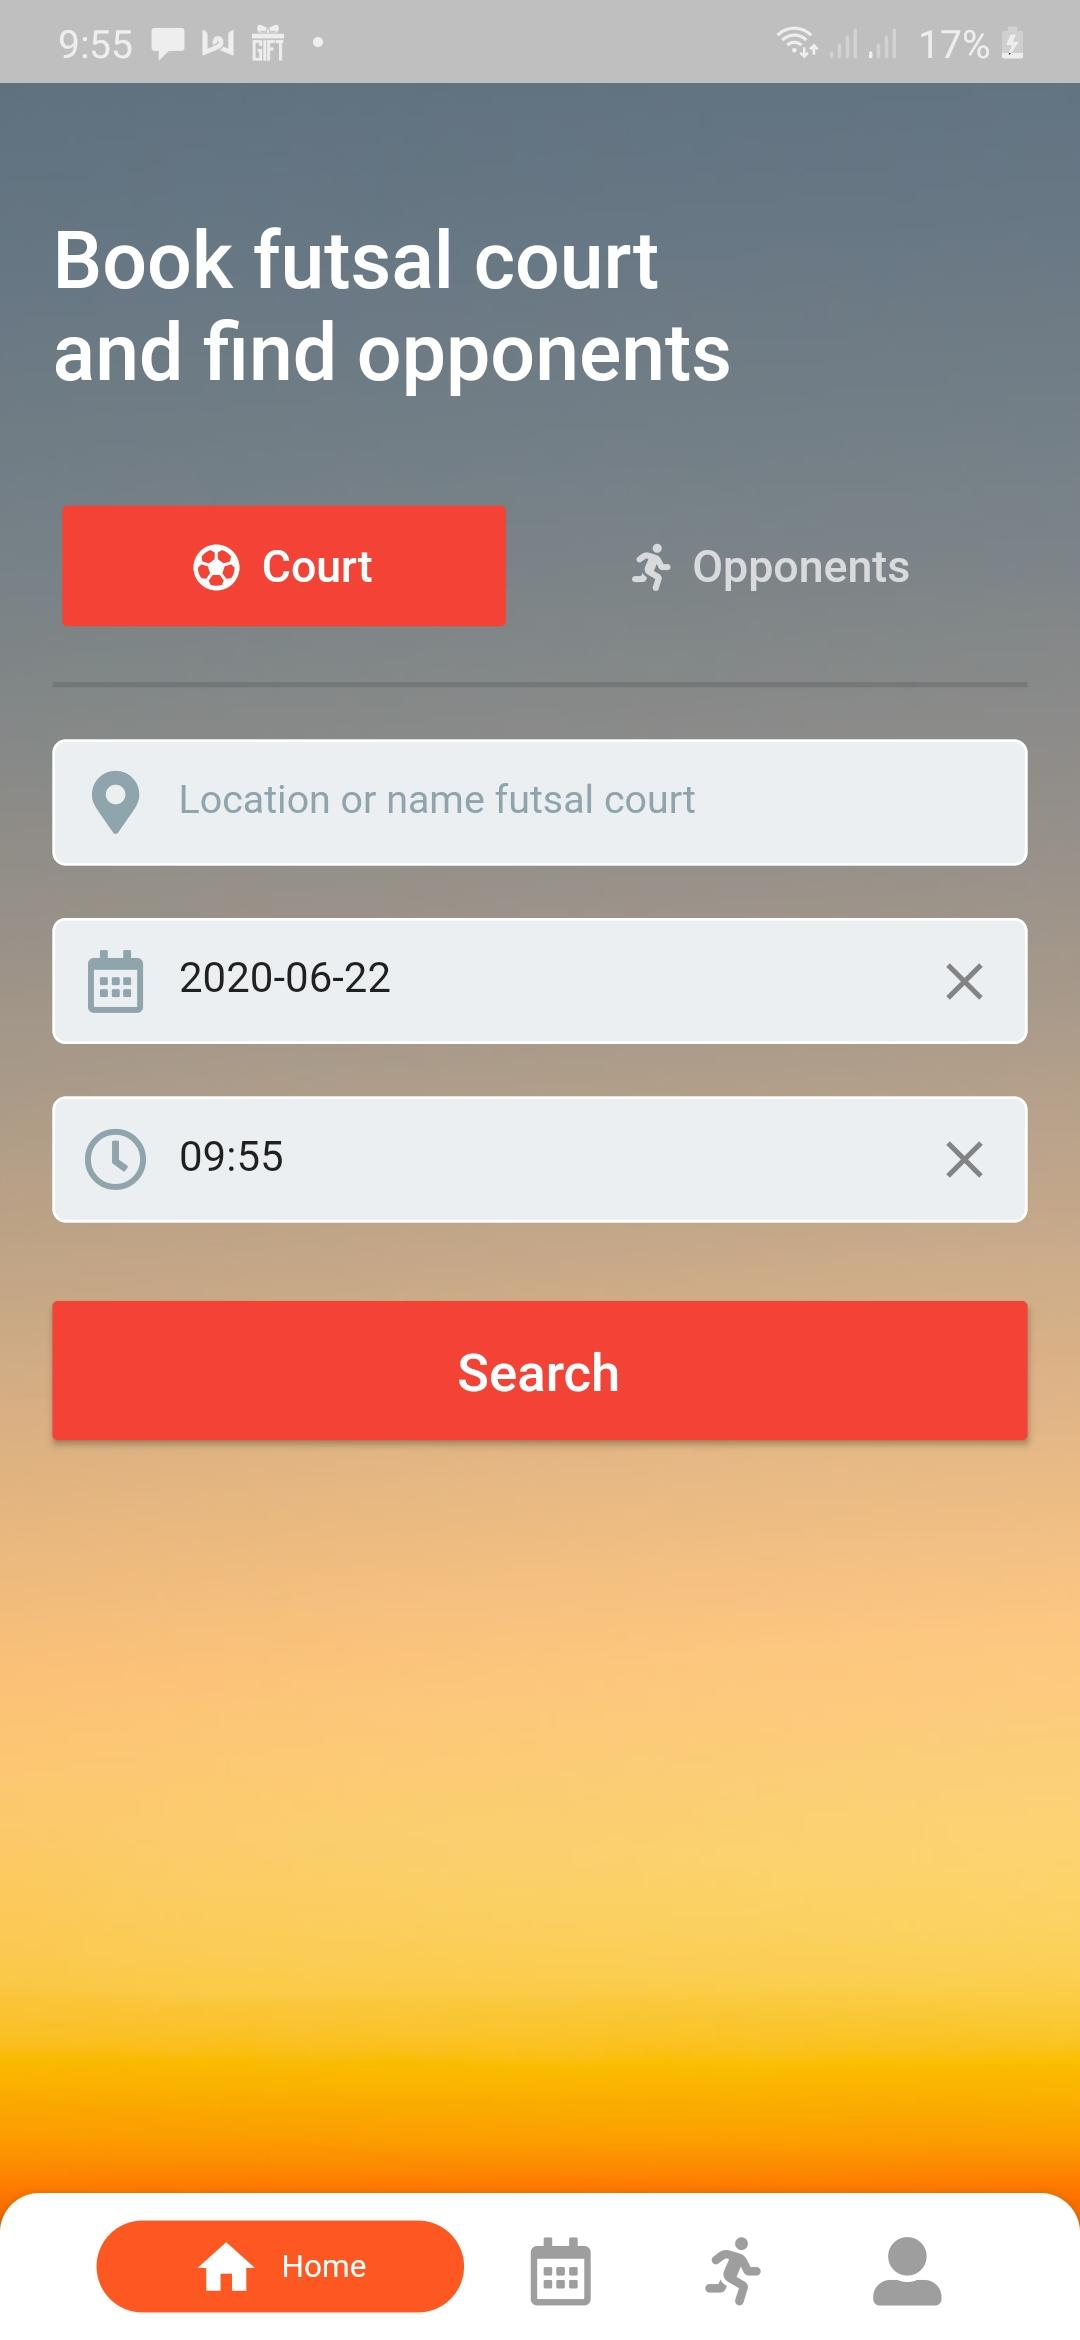 9:55 GIFT 17%
Book futsal court
and find opponents
Court Opponents
Location or name futsal court
2020-06-22
09:55
Search
Home